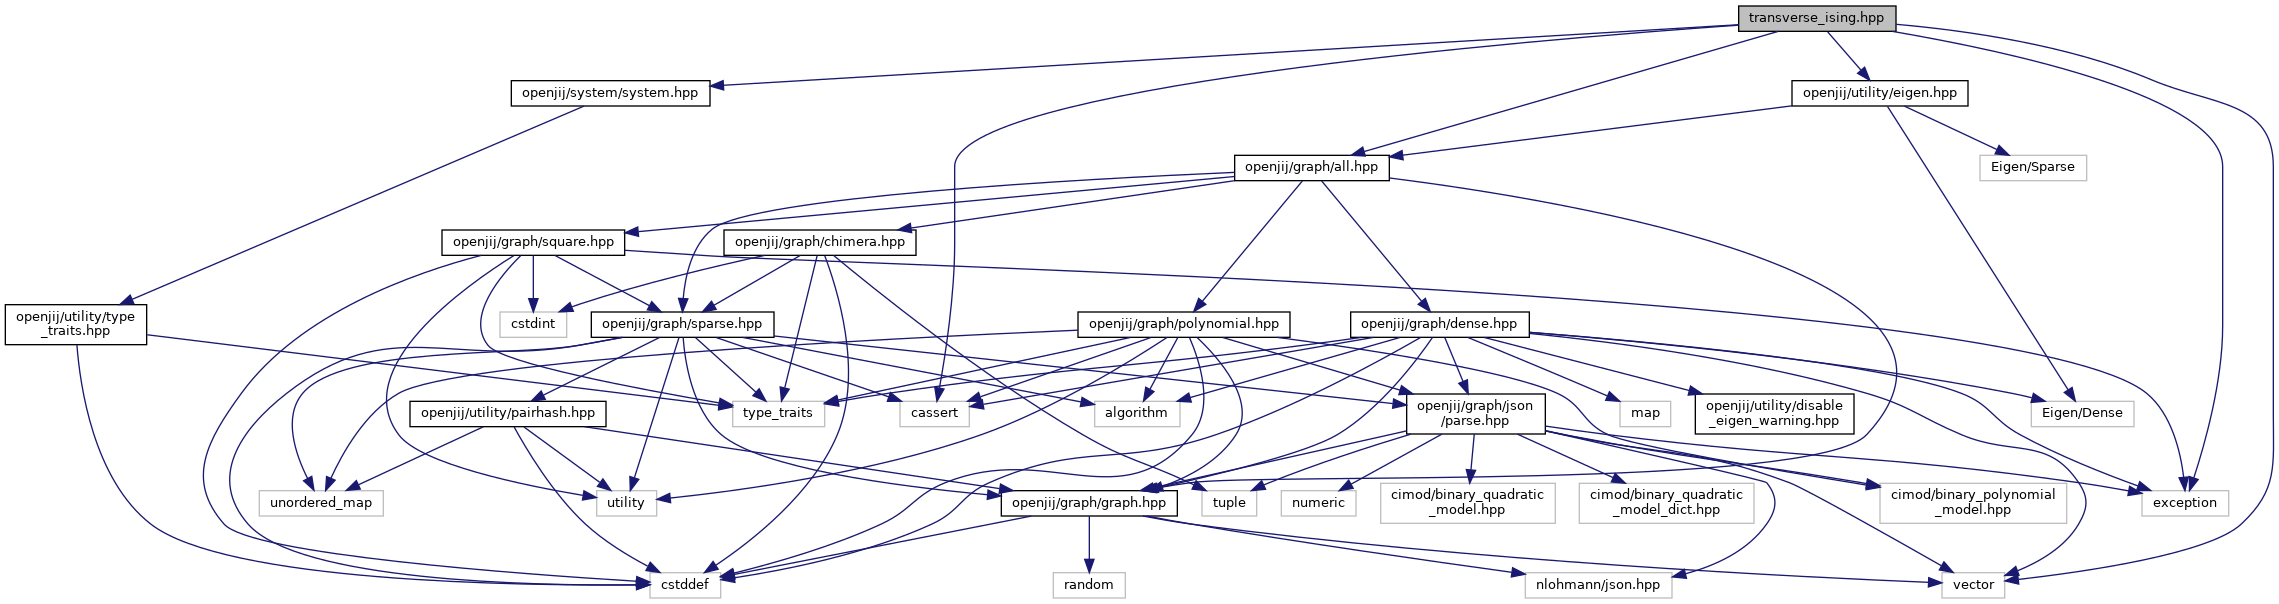 transverse_ising.hpp
openjij/system/system.hpp
openjij/utility/eigen.hpp
openjij/graph/all.hpp
Eigen/Sparse
openjij/graph/square.hpp
openjij/graph/chimera.hpp
openjij/utility/type
_traits.hpp
cstdint
openjij/graph/sparse.hpp
openjij/graph/polynomial.hpp
openjij/graph/dense.hpp
openjij/utility/pairhash.hpp
type_traits
cassert
algorithm
openjij/graph/json
/parse.hpp
map
openjij/utility/disable
_eigen_warning.hpp
Eigen/Dense
unordered_map
utility
openjij/graph/graph.hpp
tuple
numeric
cimod/binary_quadratic
_model.hpp
cimod/binary_quadratic
_model_dict.hpp
cimod/binary_polynomial
_model.hpp
exception
cstddef
random
nlohmann/json.hpp
vector